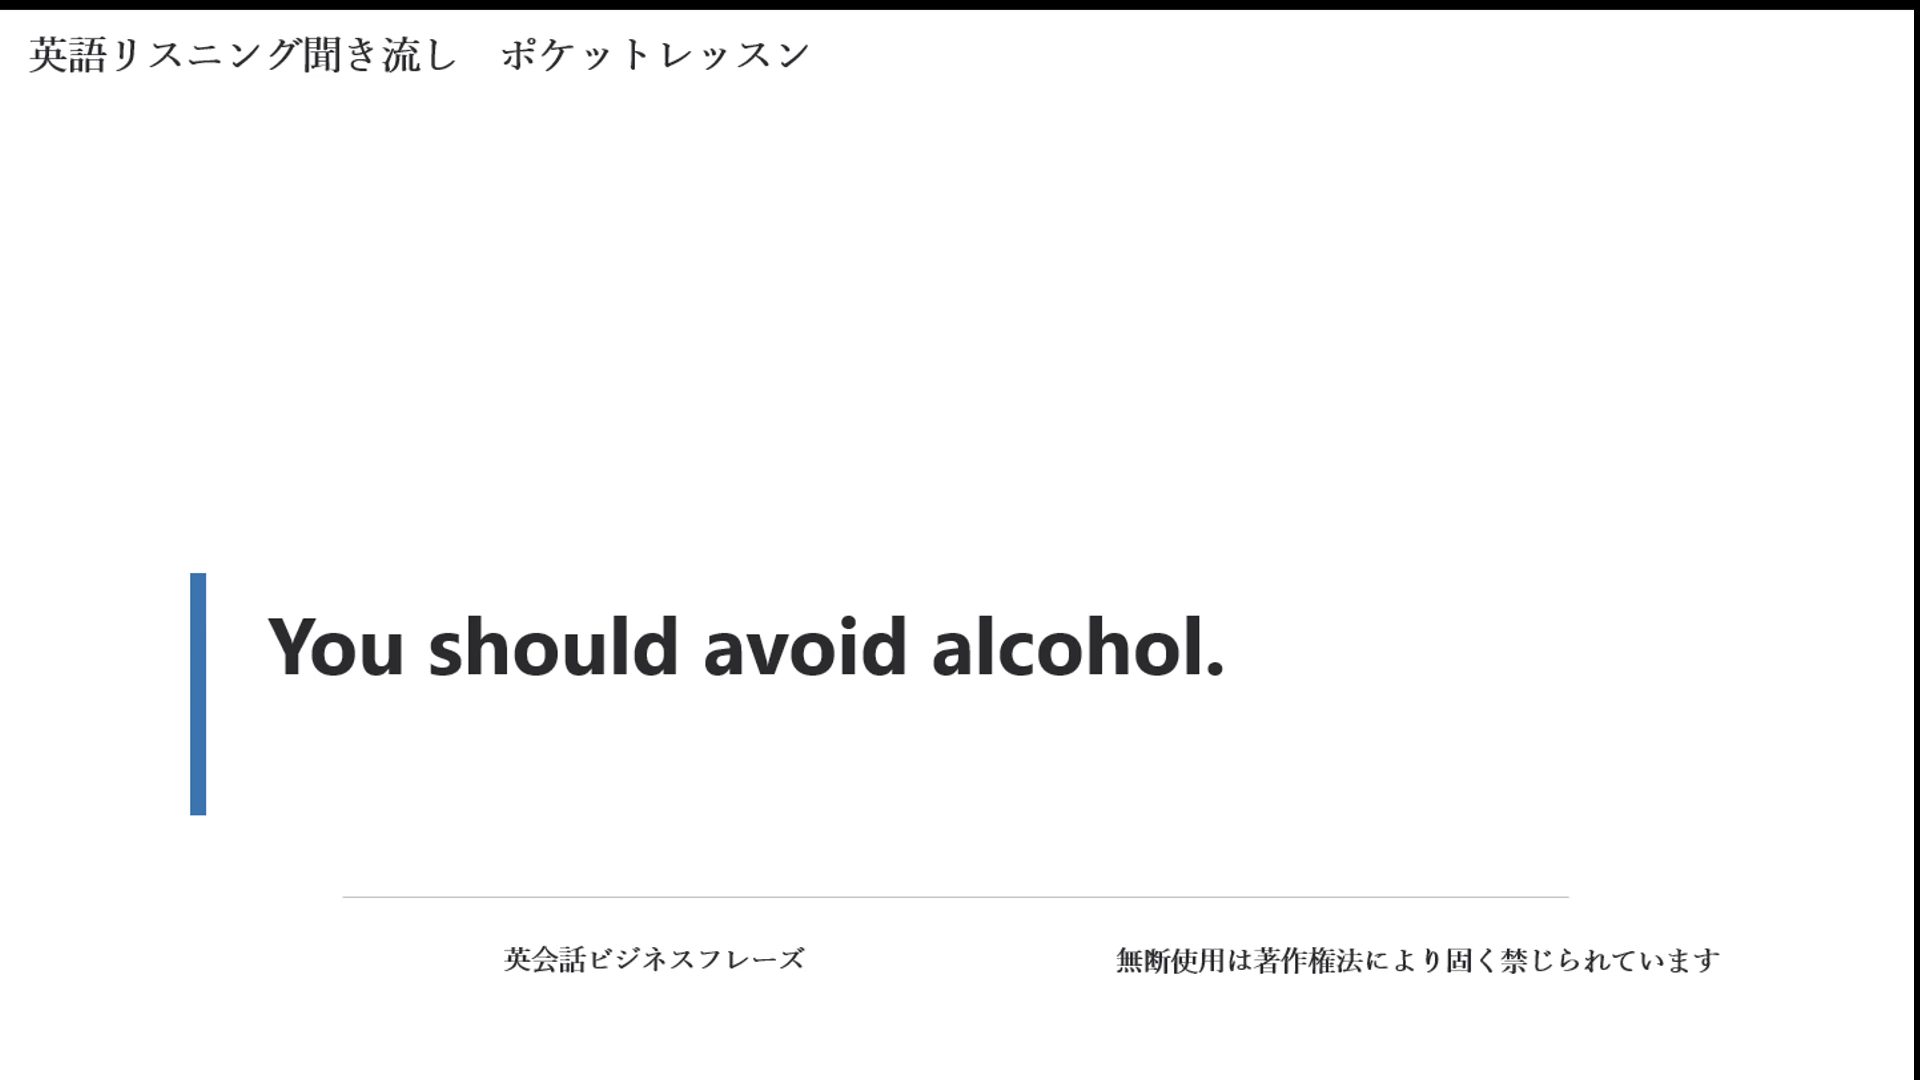 英語リスニング聞き流し　ポケットレッスン
You should avoid alcohol.
英会話ビジネスフレーズ
無断使用は著作権法により固く禁じられています